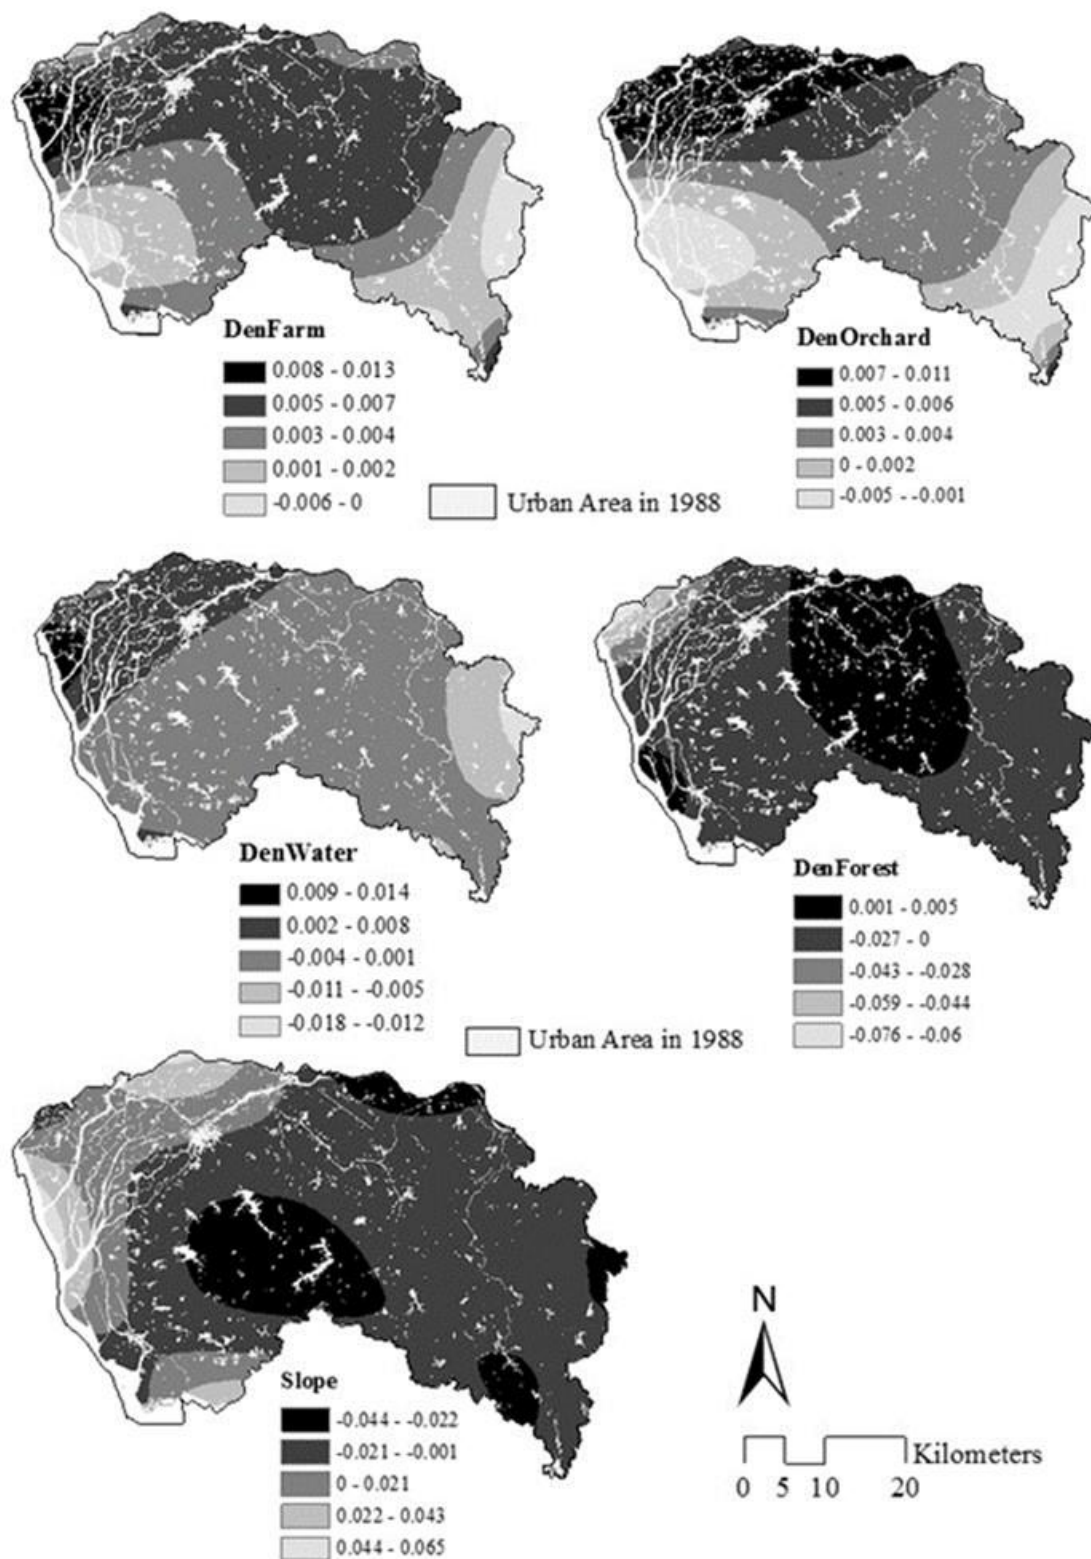 DenFarm
0.008 - 0.013
0.005 - 0.007
0.003 - 0.004
0.001 - 0.002
-0.006 - 0
Urban Area in 1988
DenOrchard
0.007 - 0.011
0.005 - 0.006
0.003 - 0.004
0 - 0.002
-0.005 - -0.001
DenWater
0.009 - 0.014
0.002 - 0.008
-0.004 - 0.001
-0.011 - -0.005
-0.018 - -0.012
Urban Area in 1988
DenForest
0.001 - 0.005
-0.027 - 0
-0.043 - -0.028
-0.059 - -0.044
-0.076 - -0.06
Slope
-0.044 - -0.022
-0.021 - -0.001
0 - 0.021
0.022 - 0.043
0.044 - 0.065
N
Kilometers
0 5 10 20